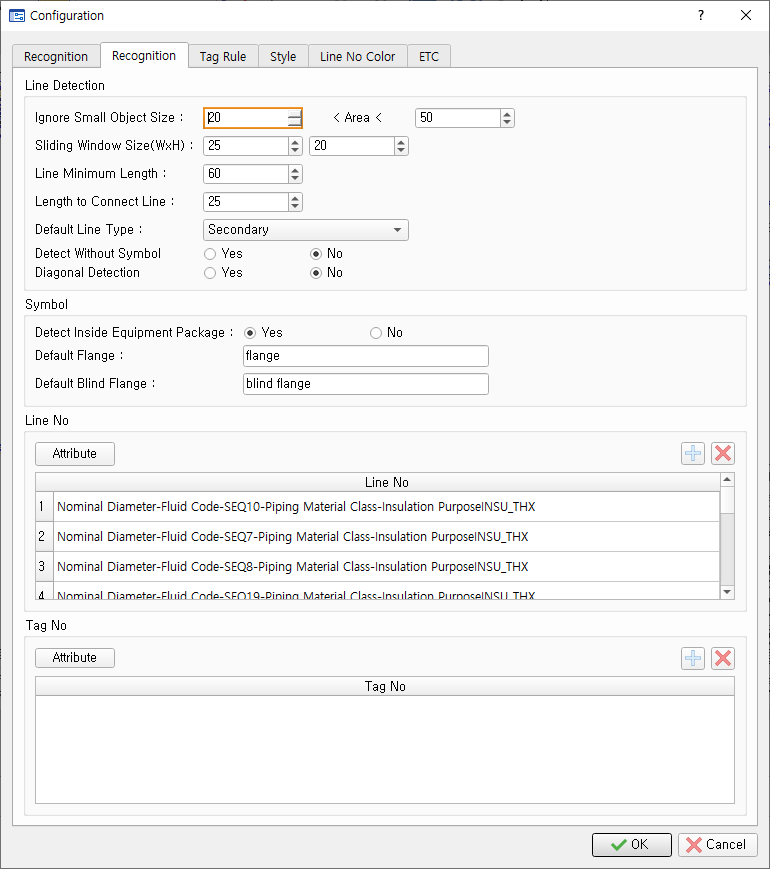 Configuration
?
Recognition Recognition Tag Rule Style Line No Color ETC
Line Detection
Ignore Small Object Size : 20 < Area < 50
Sliding Window Size(WxH) : 25 20
Line Minimum Length : 60
Length to Connect Line : 25
Default Line Type : Secondary
Detect Without Symbol Yes No
Diagonal Detection Yes No
Symbol
Detect Inside Equipment Package : Yes No
Default Flange : flange
Default Blind Flange : blind flange
Line No
Attribute
Line No
1 Nominal Diameter-Fluid Code-SEQ10-Piping Material Class-Insulation PurposeINSU_THX
2 Nominal Diameter-Fluid Code-SEQ7-Piping Material Class-Insulation PurposeINSU_THX
3 Nominal Diameter-Fluid Code-SEQ8-Piping Material Class-Insulation PurposeINSU_THX
4 Nominal Diameter-Fluid Code-SEQ19-Piping Material Class-Insulation PurposeINSU_THX
Tag No
Attribute
Tag No
OK Cancel